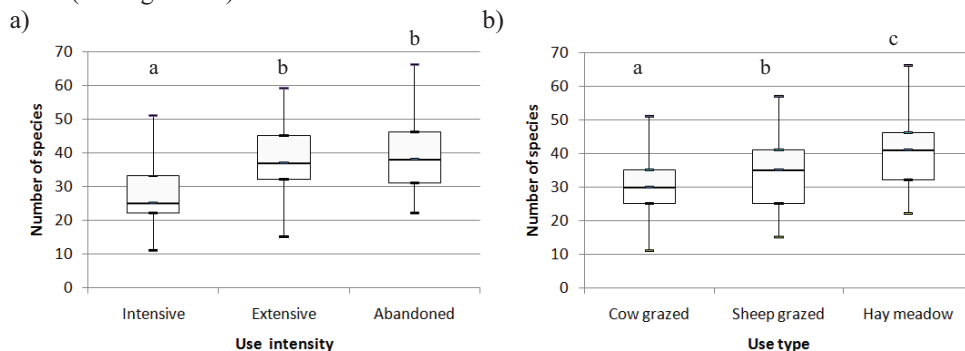 a)
b
b
a
70
60
50
40
30
20
10
0
Number of species
Intensive Extensive Abandoned
Use intensity
b)
c
a
b
70
60
50
40
30
20
10
0
Number of species
Cow grazed Sheep grazed Hay meadow
Use type